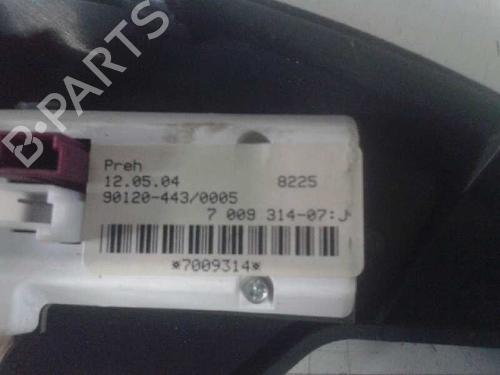 B-PARTS
Preh
12.05.04 8225
90120-443/0005
7 009 314-07:J
*7009314*